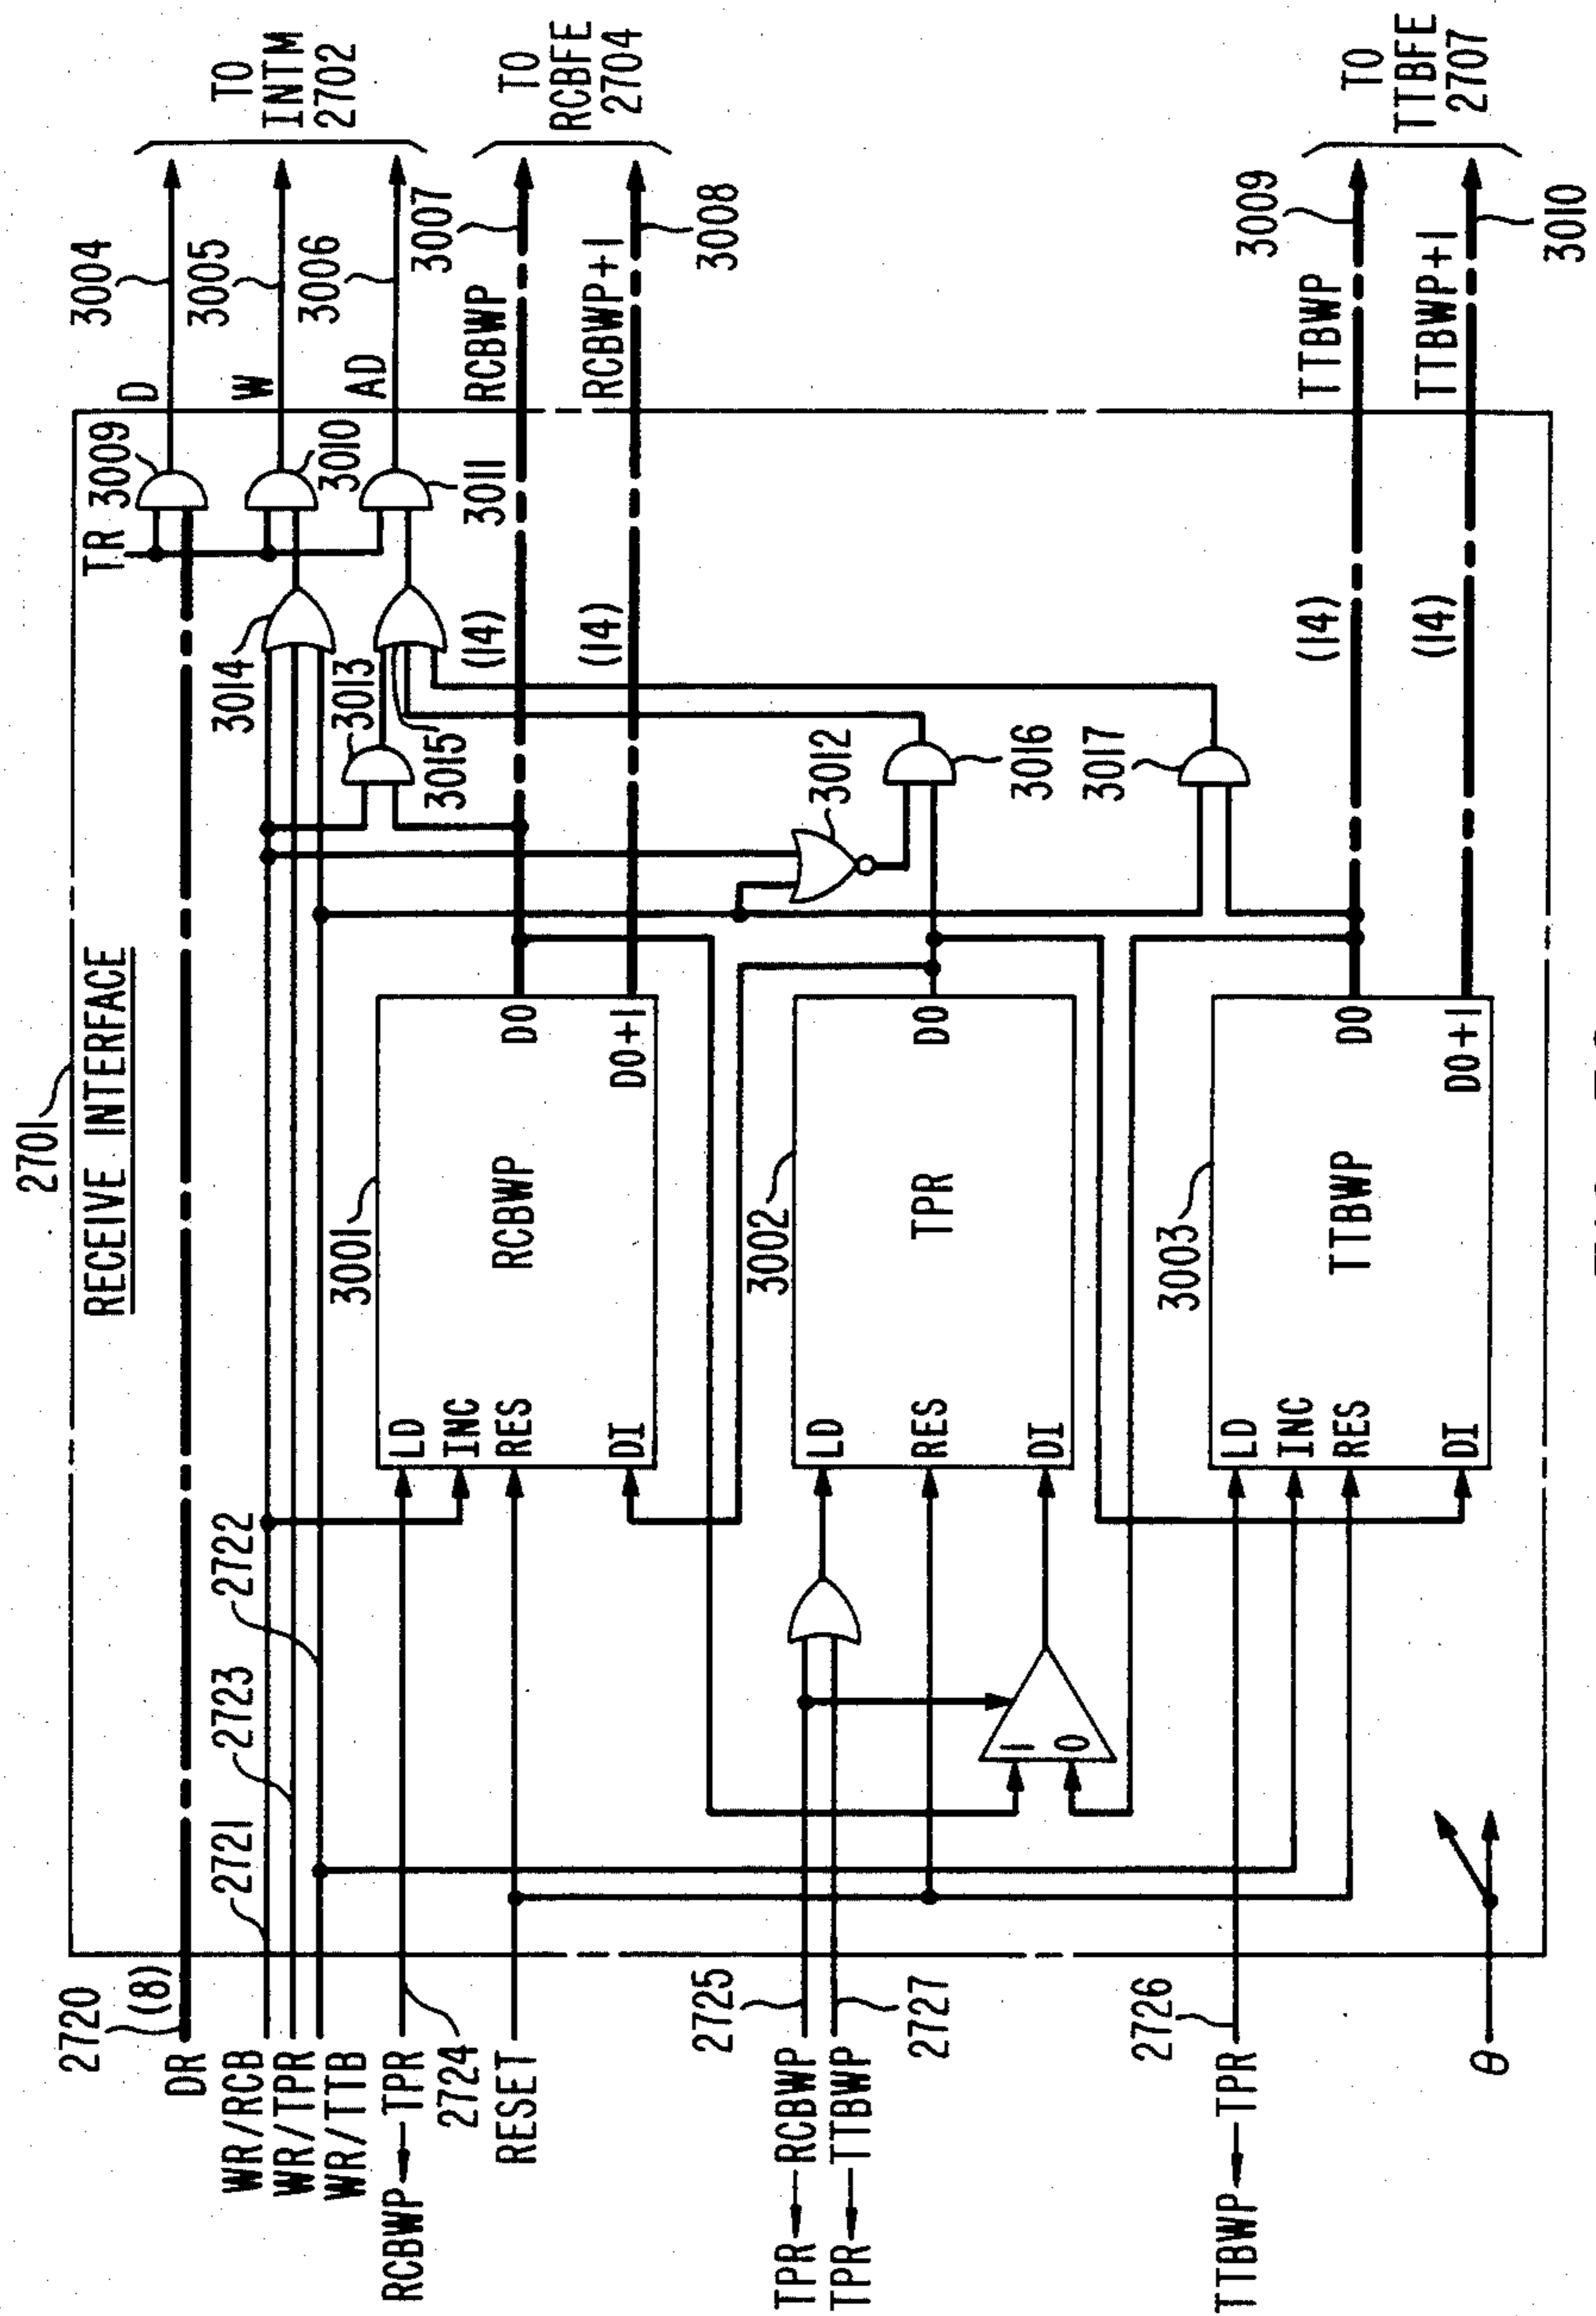 2701
RECEIVE INTERFACE
2720
(8)
DR
2721
2723
2722
WR/RCB
WR/TPR
WR/TTB
RCBWP→TPR
2724
RESET
TPR→RCBWP
TPR→TTBWP
2725
2727
TTBWP→TPR
2726
θ
3001
LD
INC
RES
DI
RCBWP
DO
DO+1
3002
LD
RES
DI
TPR
DO
1
0
3003
LD
INC
RES
DI
TTBWP
DO
DO+1
TR
3009
3010
3011
3014
3013
3015
3012
3016
3017
(14)
(14)
(14)
(14)
D
W
AD
RCBWP
RCBWP+1
TTBWP
TTBWP+1
3004
3005
3006
3007
3008
3009
3010
TO
INTM
2702
TO
RCBFE
2704
TO
TTBFE
2707